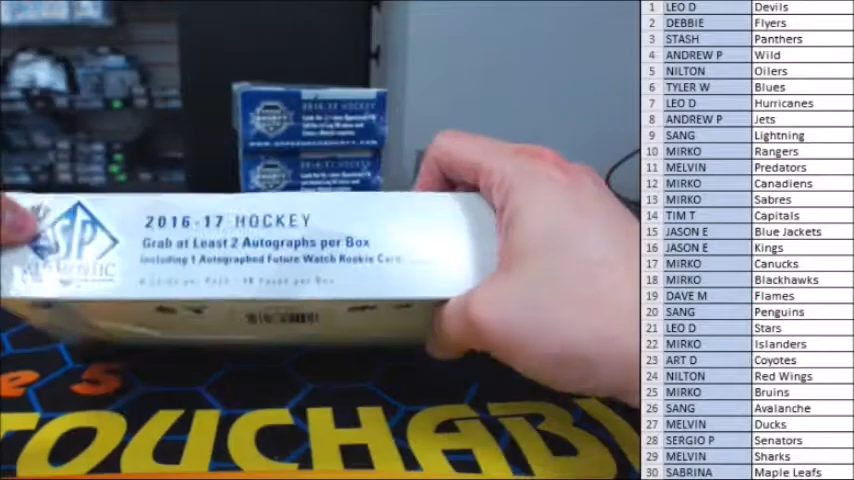 2016-17 HOCKEY
2016-17 HOCKEY
SP
AUTHENTIC
2016-17 HOCKEY
Grab at Least 2 Autographs per Box
Including 1 Autographed Future Watch Rookie Card
e 5
TOUCHAB
1 LEO D Devils
2 DEBBIE Flyers
3 STASH Panthers
4 ANDREW P Wild
5 NILTON Oilers
6 TYLER W Blues
7 LEO D Hurricanes
8 ANDREW P Jets
9 SANG Lightning
10 MIRKO Rangers
11 MELVIN Predators
12 MIRKO Canadiens
13 MIRKO Sabres
14 TIM T Capitals
15 JASON E Blue Jackets
16 JASON E Kings
17 MIRKO Canucks
18 MIRKO Blackhawks
19 DAVE M Flames
20 SANG Penguins
21 LEO D Stars
22 MIRKO Islanders
23 ART D Coyotes
24 NILTON Red Wings
25 MIRKO Bruins
26 SANG Avalanche
27 MELVIN Ducks
28 SERGIO P Senators
29 MELVIN Sharks
30 SABRINA Maple Leafs